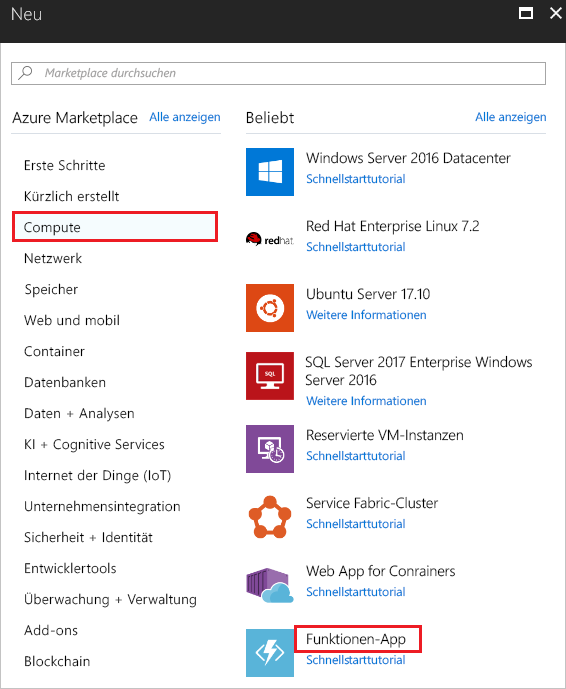 Neu
Marketplace durchsuchen
Azure Marketplace Alle anzeigen
Erste Schritte
Kürzlich erstellt
Compute
Netzwerk
Speicher
Web und mobil
Container
Datenbanken
Daten + Analysen
KI + Cognitive Services
Internet der Dinge (IoT)
Unternehmensintegration
Sicherheit + Identität
Entwicklertools
Überwachung + Verwaltung
Add-ons
Blockchain
Beliebt Alle anzeigen
Windows Server 2016 Datacenter
Schnellstarttutorial
redhat
Red Hat Enterprise Linux 7.2
Schnellstarttutorial
Ubuntu Server 17.10
Weitere Informationen
SQL
SQL Server 2017 Enterprise Windows
Server 2016
Weitere Informationen
Reservierte VM-Instanzen
Schnellstarttutorial
Service Fabric-Cluster
Schnellstarttutorial
Web App for Conrainers
Schnellstarttutorial
Funktionen-App
Schnellstarttutorial